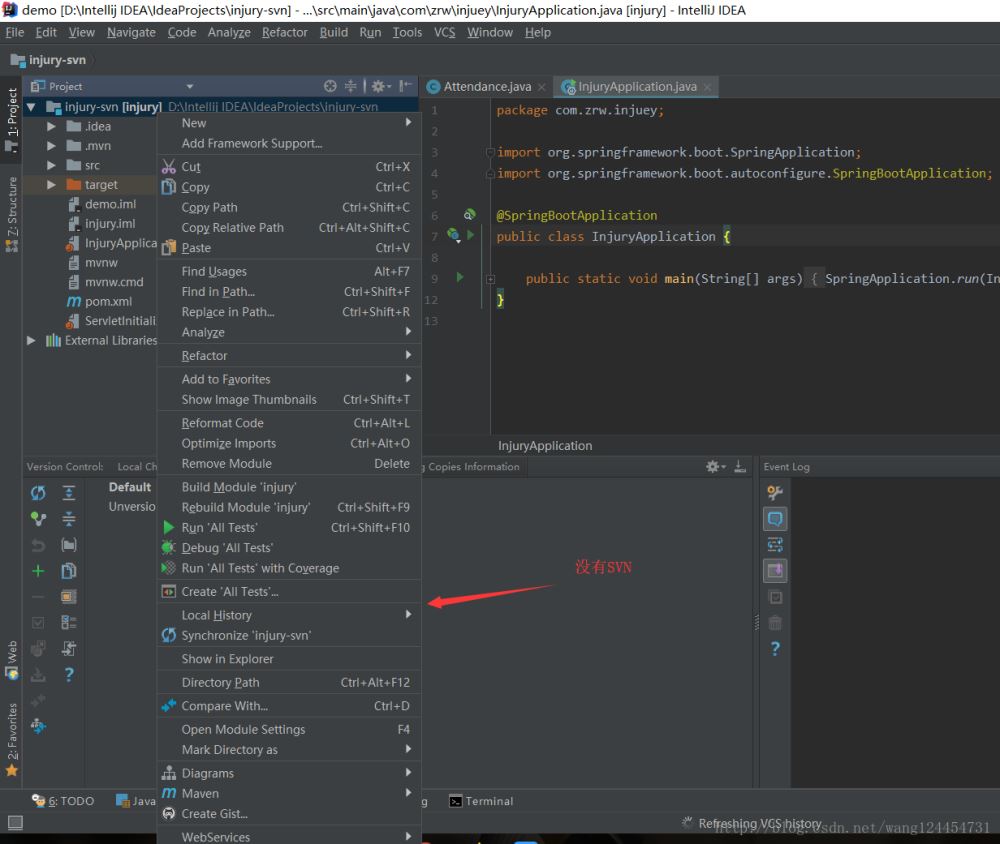 demo [D:\Intellij IDEA\IdeaProjects\injury-svn] - ...\src\main\java\com\zrw\injuey\InjuryApplication.java [injury] - IntelliJ IDEA
File Edit View Navigate Code Analyze Refactor Build Run Tools VCS Window Help
injury-svn
1: Project
Z: Structure
Web
2: Favorites
Project
injury-svn [injury] D:\Intellij IDEA\IdeaProjects\injury-svn
.idea
.mvn
src
target
demo.iml
injury.iml
InjuryApplica
mvnw
mvnw.cmd
pom.xml
ServletInitiali
External Libraries
New
Add Framework Support...
Cut Ctrl+X
Copy Ctrl+C
Copy Path Ctrl+Shift+C
Copy Relative Path Ctrl+Alt+Shift+C
Paste Ctrl+V
Find Usages Alt+F7
Find in Path... Ctrl+Shift+F
Replace in Path... Ctrl+Shift+R
Analyze
Refactor
Add to Favorites
Show Image Thumbnails Ctrl+Shift+T
Reformat Code Ctrl+Alt+L
Optimize Imports Ctrl+Alt+O
Remove Module Delete
Build Module 'injury'
Rebuild Module 'injury' Ctrl+Shift+F9
Run 'All Tests' Ctrl+Shift+F10
Debug 'All Tests'
Run 'All Tests' with Coverage
Create 'All Tests'...
Local History
Synchronize 'injury-svn'
Show in Explorer
Directory Path Ctrl+Alt+F12
Compare With... Ctrl+D
Open Module Settings F4
Mark Directory as
Diagrams
Maven
Create Gist...
WebServices
Attendance.java InjuryApplication.java
1 package com.zrw.injuey;
2
3 import org.springframework.boot.SpringApplication;
4 import org.springframework.boot.autoconfigure.SpringBootApplication;
5
6 @SpringBootApplication
7 public class InjuryApplication {
8
9 public static void main(String[] args) { SpringApplication.run(In
12 }
13
InjuryApplication
Version Control: Local Ch
g Copies Information
Event Log
Default
Unversio
没有SVN
6: TODO Java
g Terminal
Refreshing VCS history
http://blog.csdn.net/wang124454731